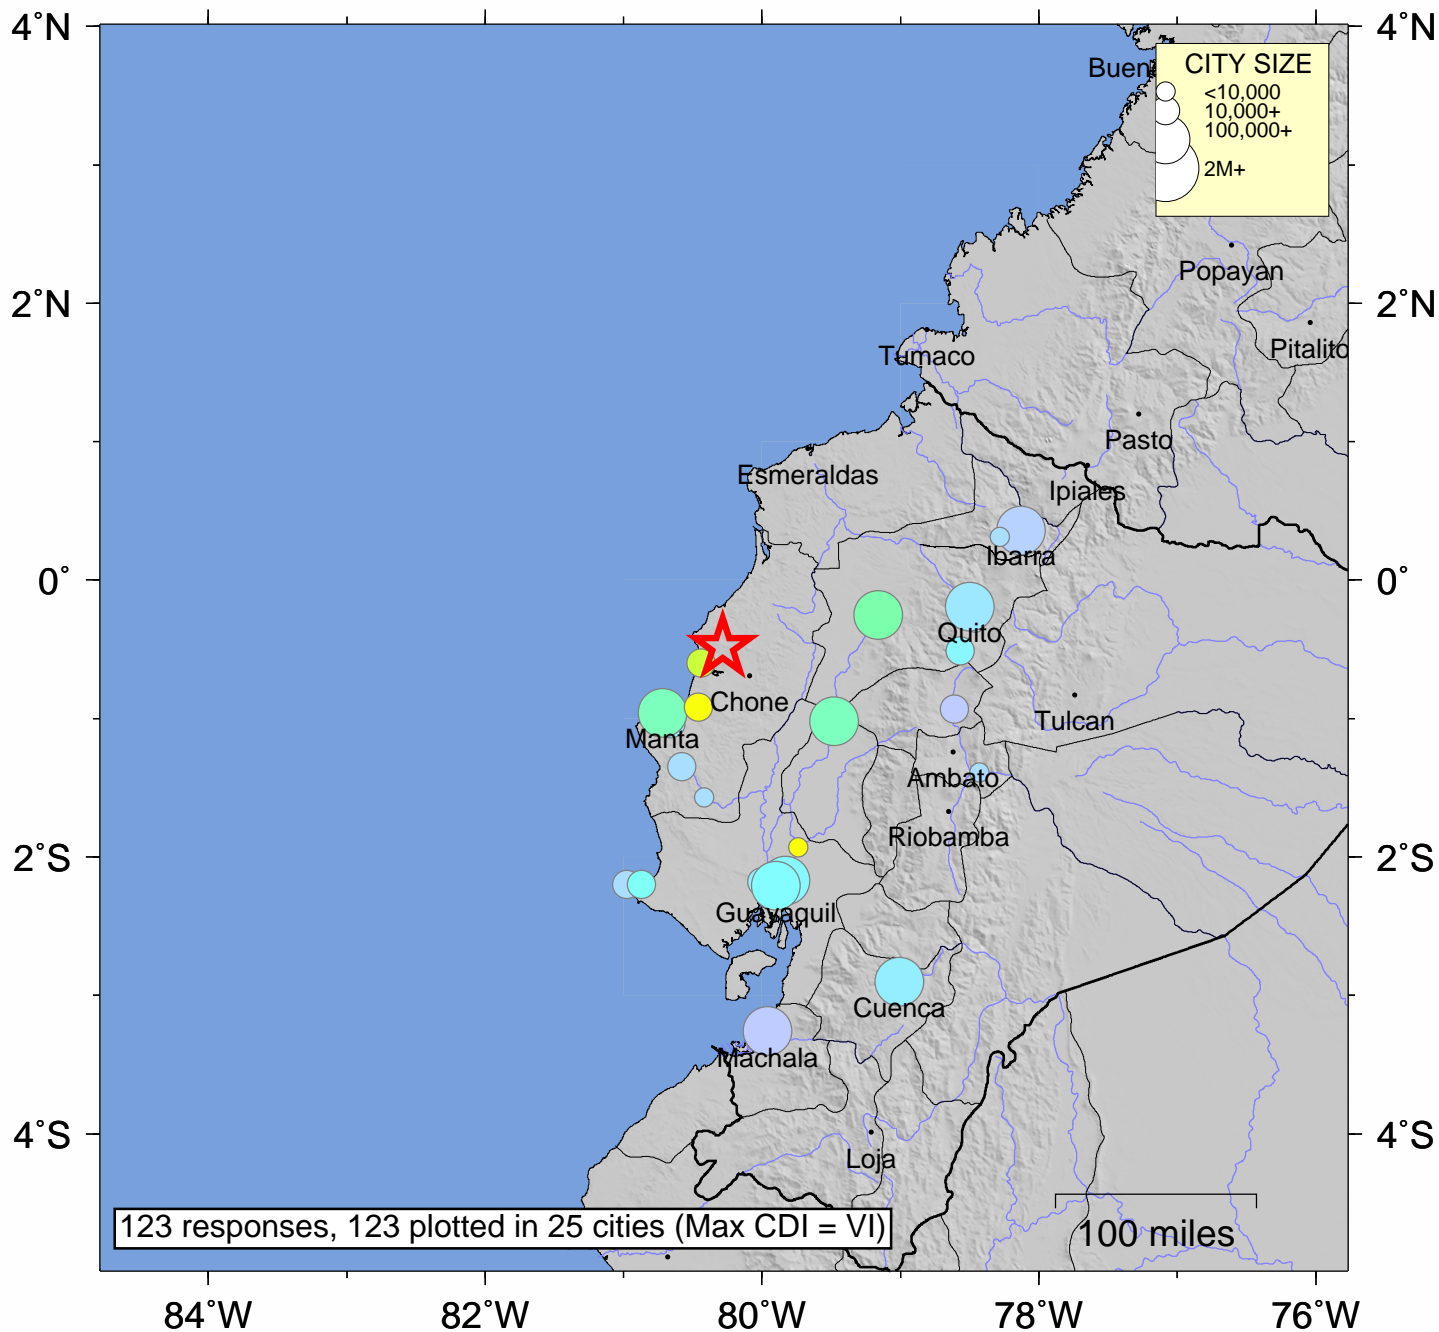 4°N
4°N
CITY SIZE
<10,000
10,000+
100,000+
2M+
Buen
Popayan
2°N
2°N
Pitalito
Tumaco
Pasto
Esmeraldas
Ipiales
Ibarra
0°
0°
Quito
Chone
Tulcan
Manta
Ambato
Riobamba
2°S
2°S
Guayaquil
Cuenca
Machala
4°S
4°S
Loja
123 responses, 123 plotted in 25 cities (Max CDI = VI)
100 miles
84°W
82°W
80°W
78°W
76°W